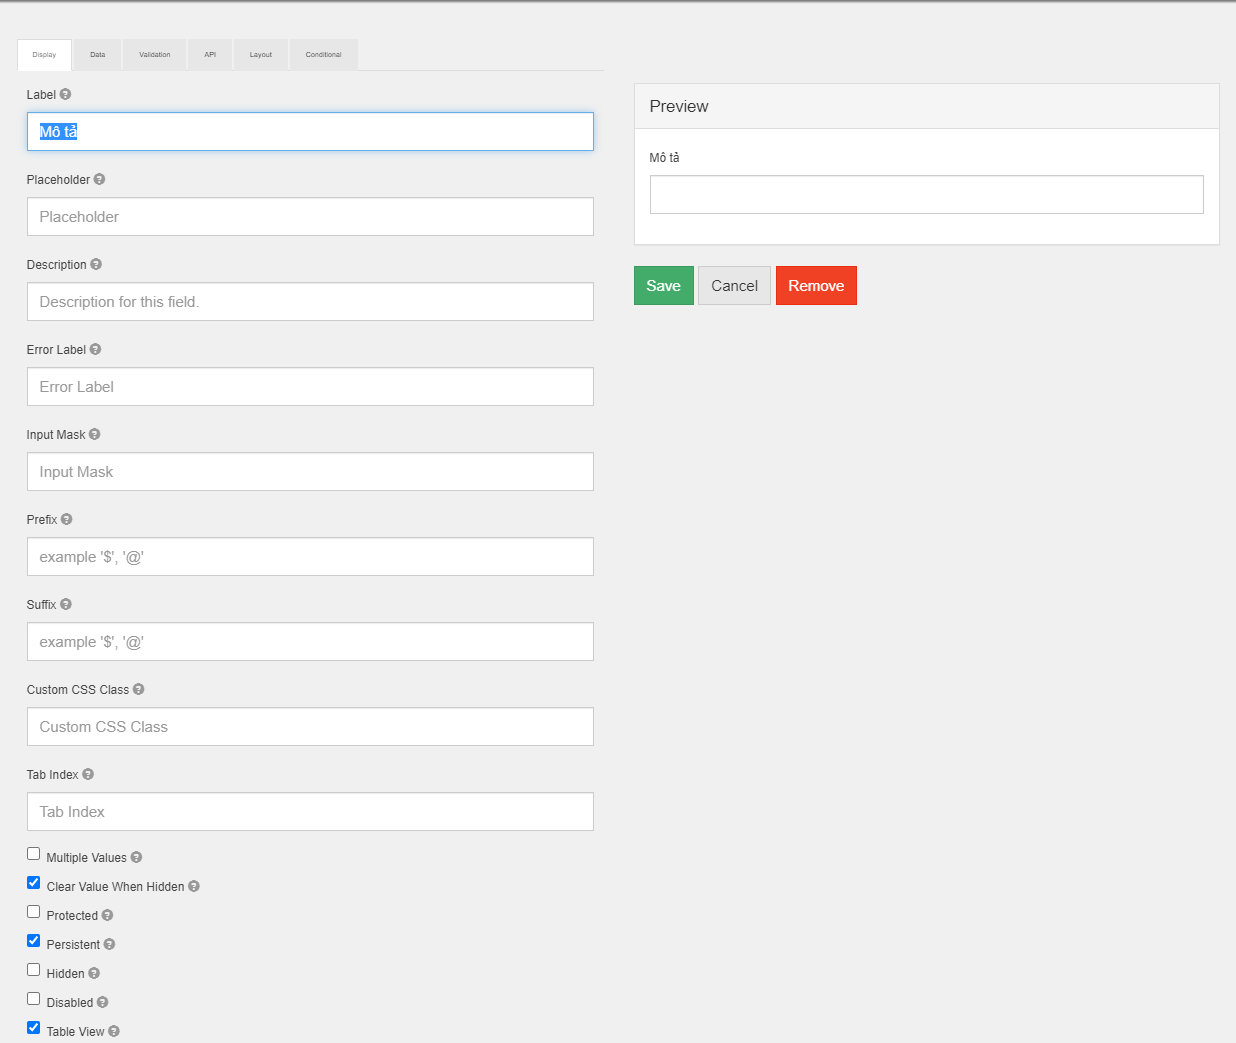 Display Data Validation API Layout Conditional
Label
Mô tả
Placeholder
Placeholder
Description
Description for this field.
Error Label
Error Label
Input Mask
Input Mask
Prefix
example '$', '@'
Suffix
example '$', '@'
Custom CSS Class
Custom CSS Class
Tab Index
Tab Index
Multiple Values
Clear Value When Hidden
Protected
Persistent
Hidden
Disabled
Table View
Preview
Mô tả
Save Cancel Remove